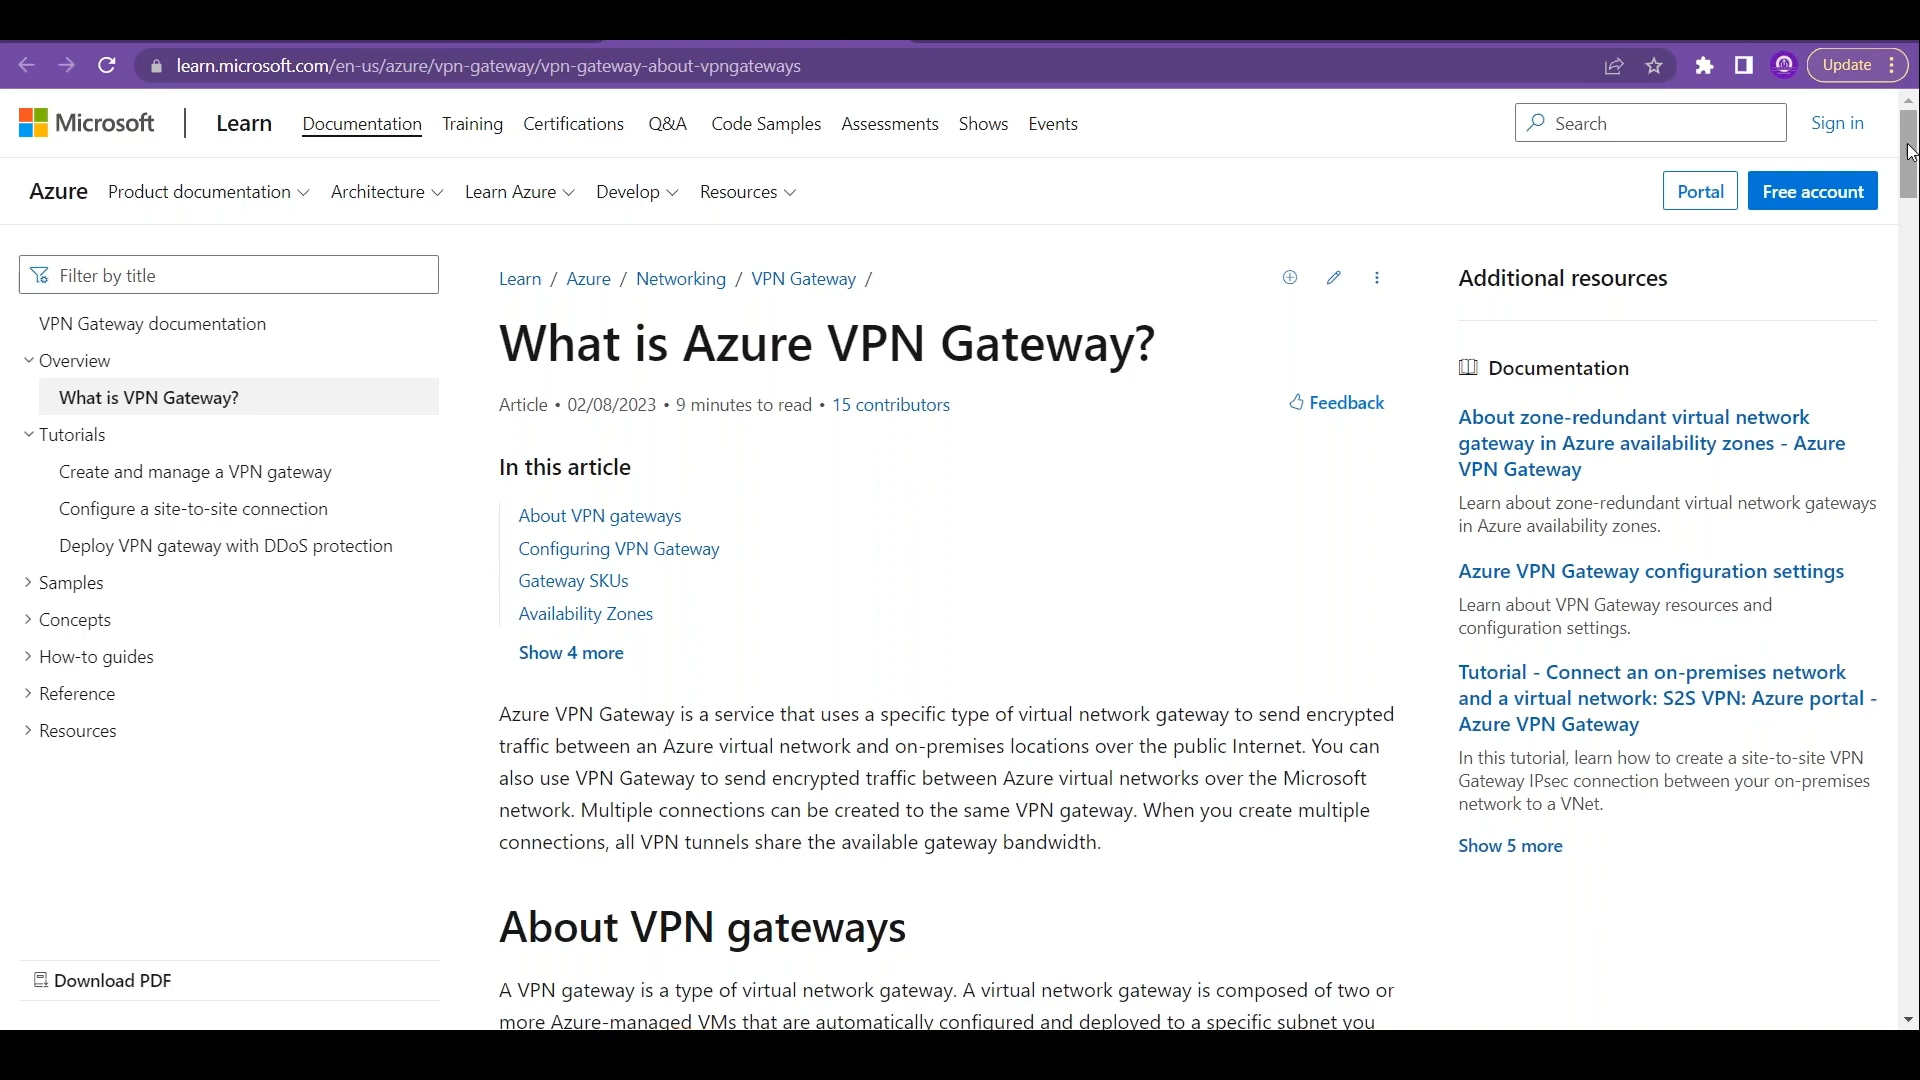 learn.microsoft.com/en-us/azure/vpn-gateway/vpn-gateway-about-vpngateways
Update
Microsoft
Learn
Documentation
Training
Certifications
Q&A
Code Samples
Assessments
Shows
Events
Search
Sign in
Azure
Product documentation
Architecture
Learn Azure
Develop
Resources
Portal
Free account
Filter by title
VPN Gateway documentation
Overview
What is VPN Gateway?
Tutorials
Create and manage a VPN gateway
Configure a site-to-site connection
Deploy VPN gateway with DDoS protection
Samples
Concepts
How-to guides
Reference
Resources
Download PDF
Learn / Azure / Networking / VPN Gateway /
What is Azure VPN Gateway?
Article • 02/08/2023 • 9 minutes to read • 15 contributors
Feedback
In this article
About VPN gateways
Configuring VPN Gateway
Gateway SKUs
Availability Zones
Show 4 more
Azure VPN Gateway is a service that uses a specific type of virtual network gateway to send encrypted
traffic between an Azure virtual network and on-premises locations over the public Internet. You can
also use VPN Gateway to send encrypted traffic between Azure virtual networks over the Microsoft
network. Multiple connections can be created to the same VPN gateway. When you create multiple
connections, all VPN tunnels share the available gateway bandwidth.
About VPN gateways
A VPN gateway is a type of virtual network gateway. A virtual network gateway is composed of two or
more Azure-managed VMs that are automatically configured and deployed to a specific subnet you
Additional resources
Documentation
About zone-redundant virtual network
gateway in Azure availability zones - Azure
VPN Gateway
Learn about zone-redundant virtual network gateways
in Azure availability zones.
Azure VPN Gateway configuration settings
Learn about VPN Gateway resources and
configuration settings.
Tutorial - Connect an on-premises network
and a virtual network: S2S VPN: Azure portal -
Azure VPN Gateway
In this tutorial, learn how to create a site-to-site VPN
Gateway IPsec connection between your on-premises
network to a VNet.
Show 5 more